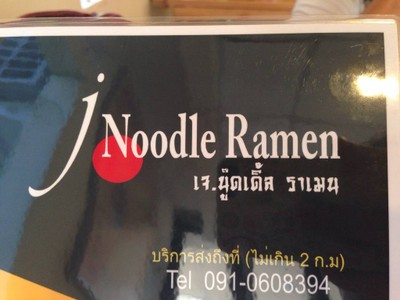 j Noodle Ramen
เจ.นู๊ดเดิ้ล ราเมน
บริการส่งถึงที่ (ไม่เกิน 2 ก.ม)
Tel 091-0608394